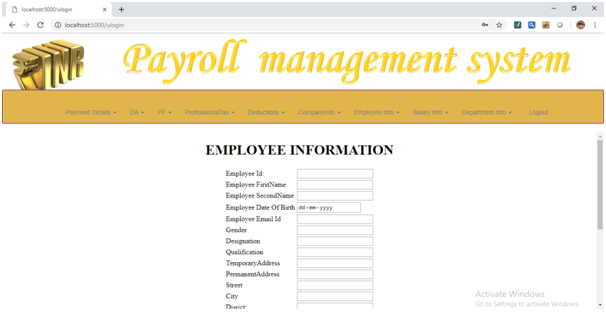 localhost:5000/ulogin
localhost:5000/ulogin
INR
Payroll management system
Payment Details DA PF ProfessionalTax Deductions CompanyInfo Employee Info Salary Info Department Info Logout
EMPLOYEE INFORMATION
Employee Id:
Employee FirstName
Employee SecondName
Employee Date Of Birth dd-mm-yyyy
Employee Email Id
Gender
Designation
Qualification
TemporaryAddress
PermanentAddress
Street
City
District:
Activate Windows
Go to Settings to activate Windows.